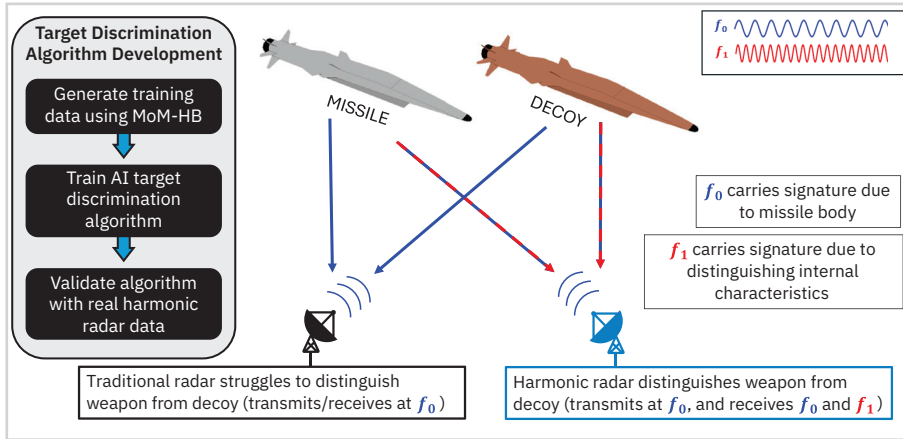 Target Discrimination
Algorithm Development
Generate training
data using MoM-HB
Train AI target
discrimination
algorithm
Validate algorithm
with real harmonic
radar data
MISSILE
DECOY
f₀
f₁
f₀ carries signature due
to missile body
f₁ carries signature due to
distinguishing internal
characteristics
Traditional radar struggles to distinguish
weapon from decoy (transmits/receives at f₀)
Harmonic radar distinguishes weapon from
decoy (transmits at f₀, and receives f₀ and f₁)